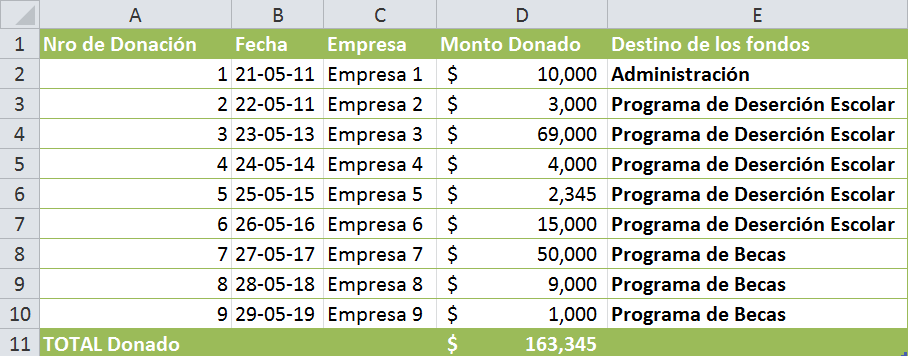 A B C D E
1 Nro de Donación Fecha Empresa Monto Donado Destino de los fondos
2 1 21-05-11 Empresa 1 $ 10,000 Administración
3 2 22-05-11 Empresa 2 $ 3,000 Programa de Deserción Escolar
4 3 23-05-13 Empresa 3 $ 69,000 Programa de Deserción Escolar
5 4 24-05-14 Empresa 4 $ 4,000 Programa de Deserción Escolar
6 5 25-05-15 Empresa 5 $ 2,345 Programa de Deserción Escolar
7 6 26-05-16 Empresa 6 $ 15,000 Programa de Deserción Escolar
8 7 27-05-17 Empresa 7 $ 50,000 Programa de Becas
9 8 28-05-18 Empresa 8 $ 9,000 Programa de Becas
10 9 29-05-19 Empresa 9 $ 1,000 Programa de Becas
11 TOTAL Donado $ 163,345